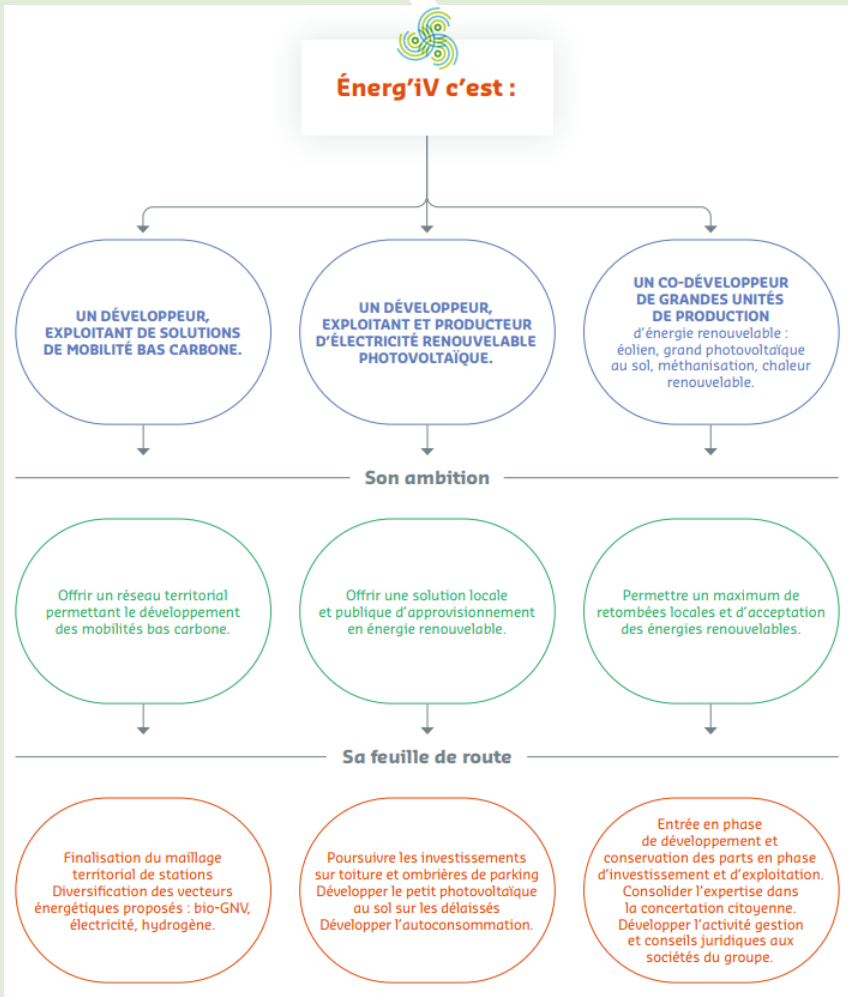 Énerg'iV c'est :
UN DÉVELOPPEUR,
EXPLOITANT DE SOLUTIONS
DE MOBILITÉ BAS CARBONE.
UN DÉVELOPPEUR,
EXPLOITANT ET PRODUCTEUR
D'ÉLECTRICITÉ RENOUVELABLE
PHOTOVOLTAÏQUE.
UN CO-DÉVELOPPEUR
DE GRANDES UNITÉS
DE PRODUCTION
d'énergie renouvelable :
éolien, grand photovoltaïque
au sol, méthanisation, chaleur
renouvelable.
Son ambition
Offrir un réseau territorial
permettant le développement
des mobilités bas carbone.
Offrir une solution locale
et publique d'approvisionnement
en énergie renouvelable.
Permettre un maximum de
retombées locales et d'acceptation
des énergies renouvelables.
Sa feuille de route
Finalisation du maillage
territorial de stations
Diversification des vecteurs
énergétiques proposés : bio-GNV,
électricité, hydrogène.
Poursuivre les investissements
sur toiture et ombrières de parking
Développer le petit photovoltaïque
au sol sur les délaissés
Développer l'autoconsommation.
Entrée en phase
de développement et
conservation des parts en phase
d'investissement et d'exploitation.
Consolider l'expertise dans
la concertation citoyenne.
Développer l'activité gestion
et conseils juridiques aux
sociétés du groupe.